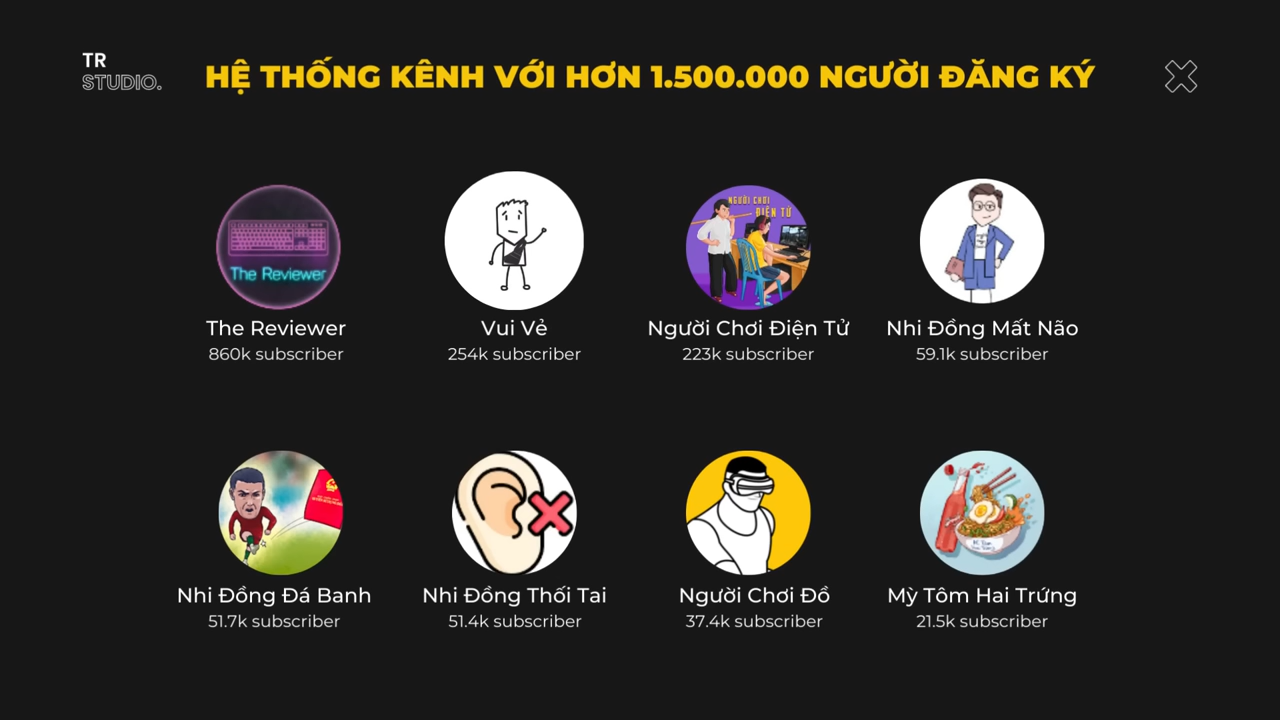 TR
STUDIO.
HỆ THỐNG KÊNH VỚI HƠN 1.500.000 NGƯỜI ĐĂNG KÝ
The Reviewer
NGƯỜI CHƠI
ĐIỆN TỬ
The Reviewer
860k subscriber
Vui Vẻ
254k subscriber
Người Chơi Điện Tử
223k subscriber
Nhi Đồng Mất Não
59.1k subscriber
Nhi Đồng Đá Banh
51.7k subscriber
Nhi Đồng Thối Tai
51.4k subscriber
Người Chơi Đồ
37.4k subscriber
Mỳ Tôm Hai Trứng
21.5k subscriber